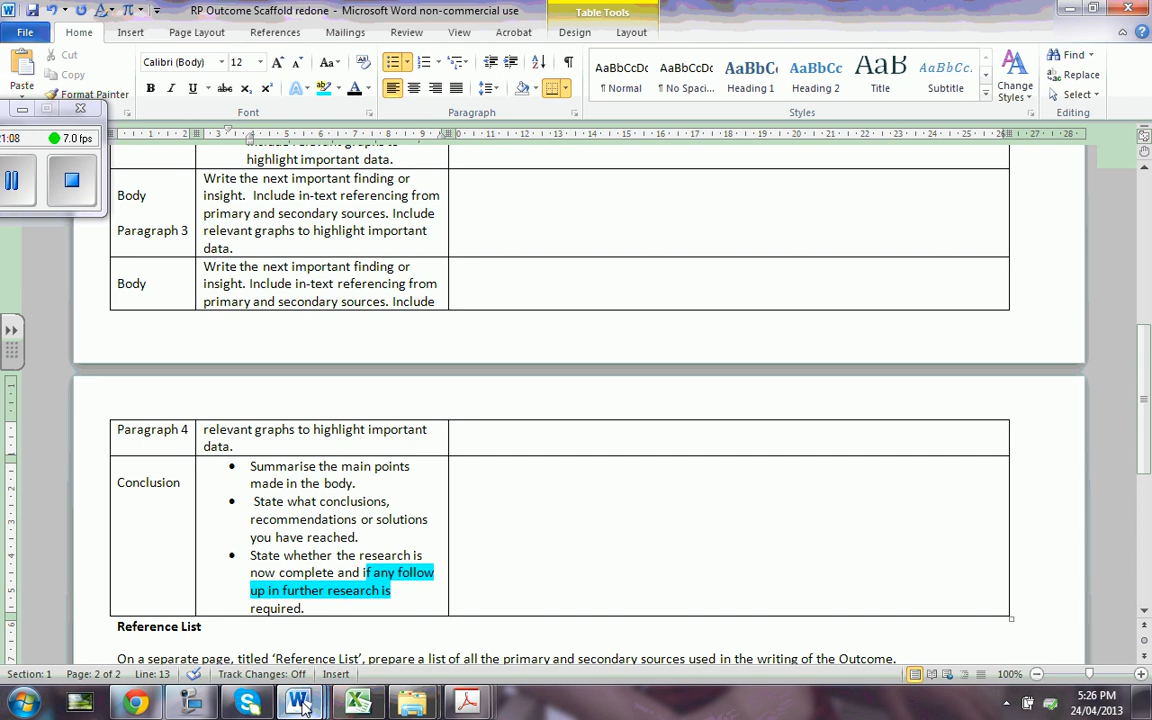 RP Outcome Scaffold redone - Microsoft Word non-commercial use
Table Tools
File Home Insert Page Layout References Mailings Review View Acrobat Design Layout
Cut
Copy
Format Painter
Paste
Calibri (Body) 12
Font
Paragraph
AaBbCcDc AaBbCcDc AaBbC AaBbCc AaB AaBbCc.
¶ Normal ¶ No Spaci... Heading 1 Heading 2 Title Subtitle
Styles
Change
Styles
Find
Replace
Select
Editing
1:08 7.0 fps
highlight important data.
Body
Paragraph 3
Write the next important finding or
insight. Include in-text referencing from
primary and secondary sources. Include
relevant graphs to highlight important
data.
Body
Write the next important finding or
insight. Include in-text referencing from
primary and secondary sources. Include
Paragraph 4
relevant graphs to highlight important
data.
Conclusion
• Summarise the main points
made in the body.
• State what conclusions,
recommendations or solutions
you have reached.
• State whether the research is
now complete and if any follow
up in further research is
required.
Reference List
On a separate page, titled ‘Reference List’, prepare a list of all the primary and secondary sources used in the writing of the Outcome.
Section: 1 Page: 2 of 2 Line: 13 Track Changes: Off Insert 100%
5:26 PM
24/04/2013